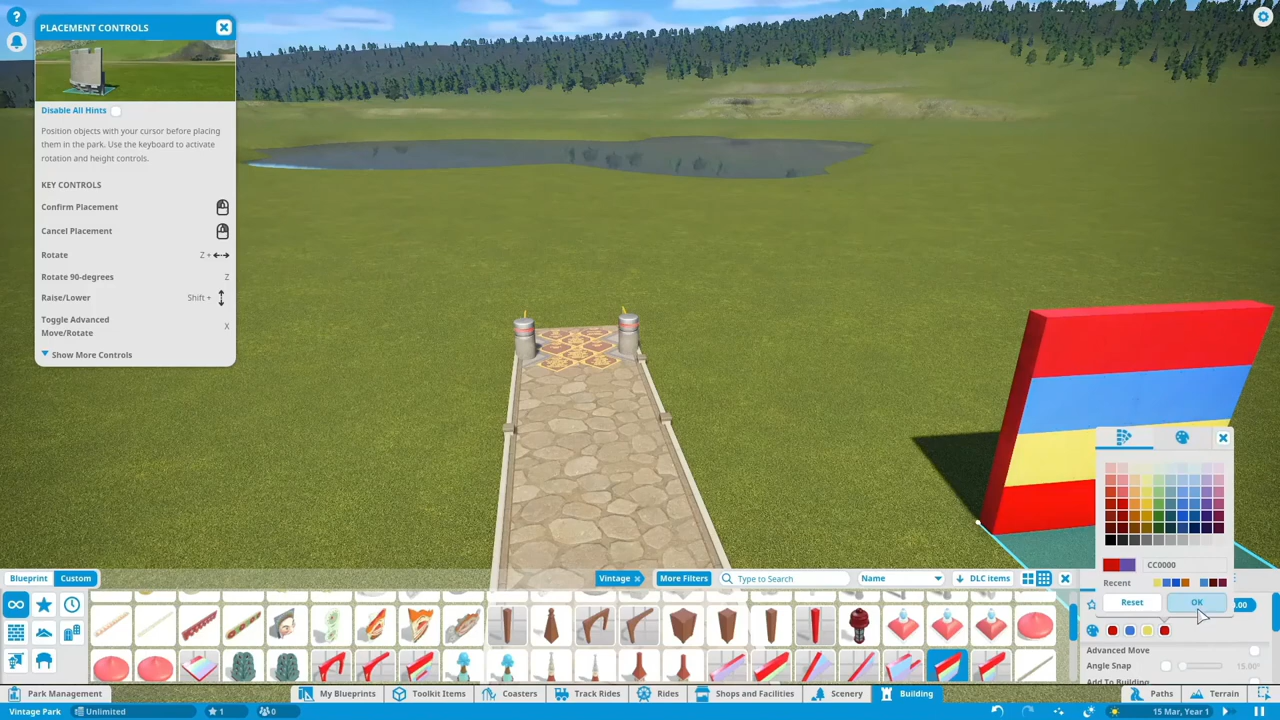 PLACEMENT CONTROLS
Disable All Hints
Position objects with your cursor before placing
them in the park. Use the keyboard to activate
rotation and height controls.
KEY CONTROLS
Confirm Placement
Cancel Placement
Rotate Z +
Rotate 90-degrees Z
Raise/Lower Shift +
Toggle Advanced
Move/Rotate X
Show More Controls
CC0000
Recent
Reset OK
Blueprint Custom Vintage More Filters Type to Search Name DLC items
Advanced Move
Angle Snap 15.00°
Park Management My Blueprints Toolkit Items Coasters Track Rides Rides Shops and Facilities Scenery Building Paths Terrain
Vintage Park Unlimited 1 0 15 Mar, Year 1